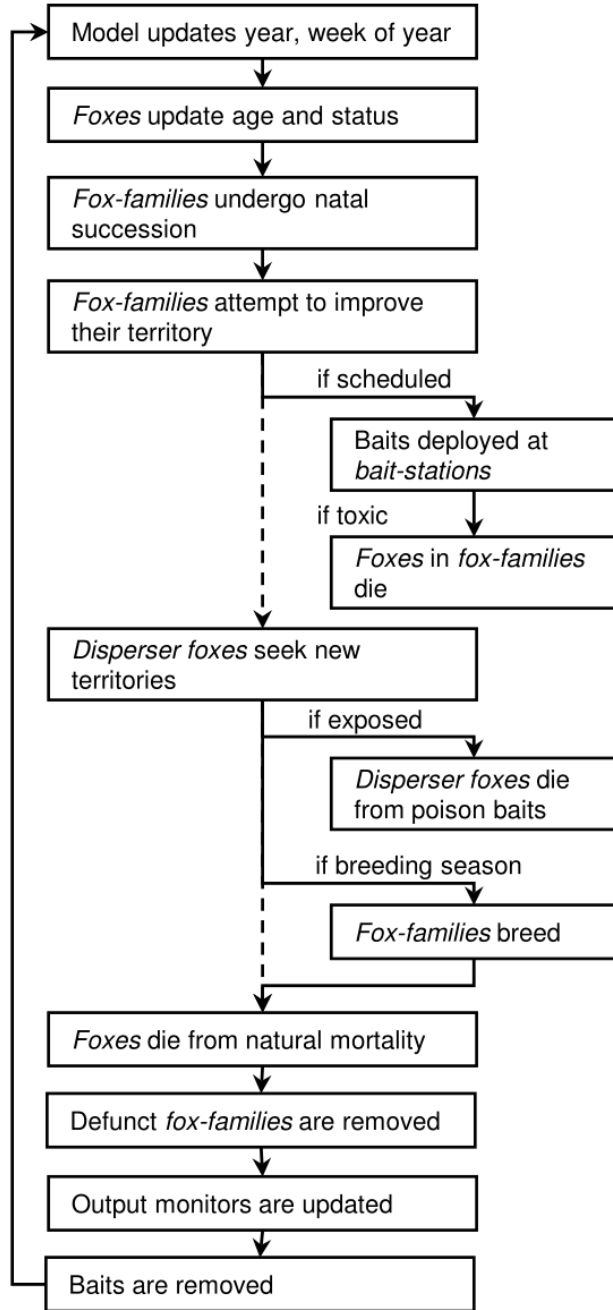 Model updates year, week of year
Foxes update age and status
Fox-families undergo natal
succession
Fox-families attempt to improve
their territory
if scheduled
Baits deployed at
bait-stations
if toxic
Foxes in fox-families
die
Disperser foxes seek new
territories
if exposed
Disperser foxes die
from poison baits
if breeding season
Fox-families breed
Foxes die from natural mortality
Defunct fox-families are removed
Output monitors are updated
Baits are removed